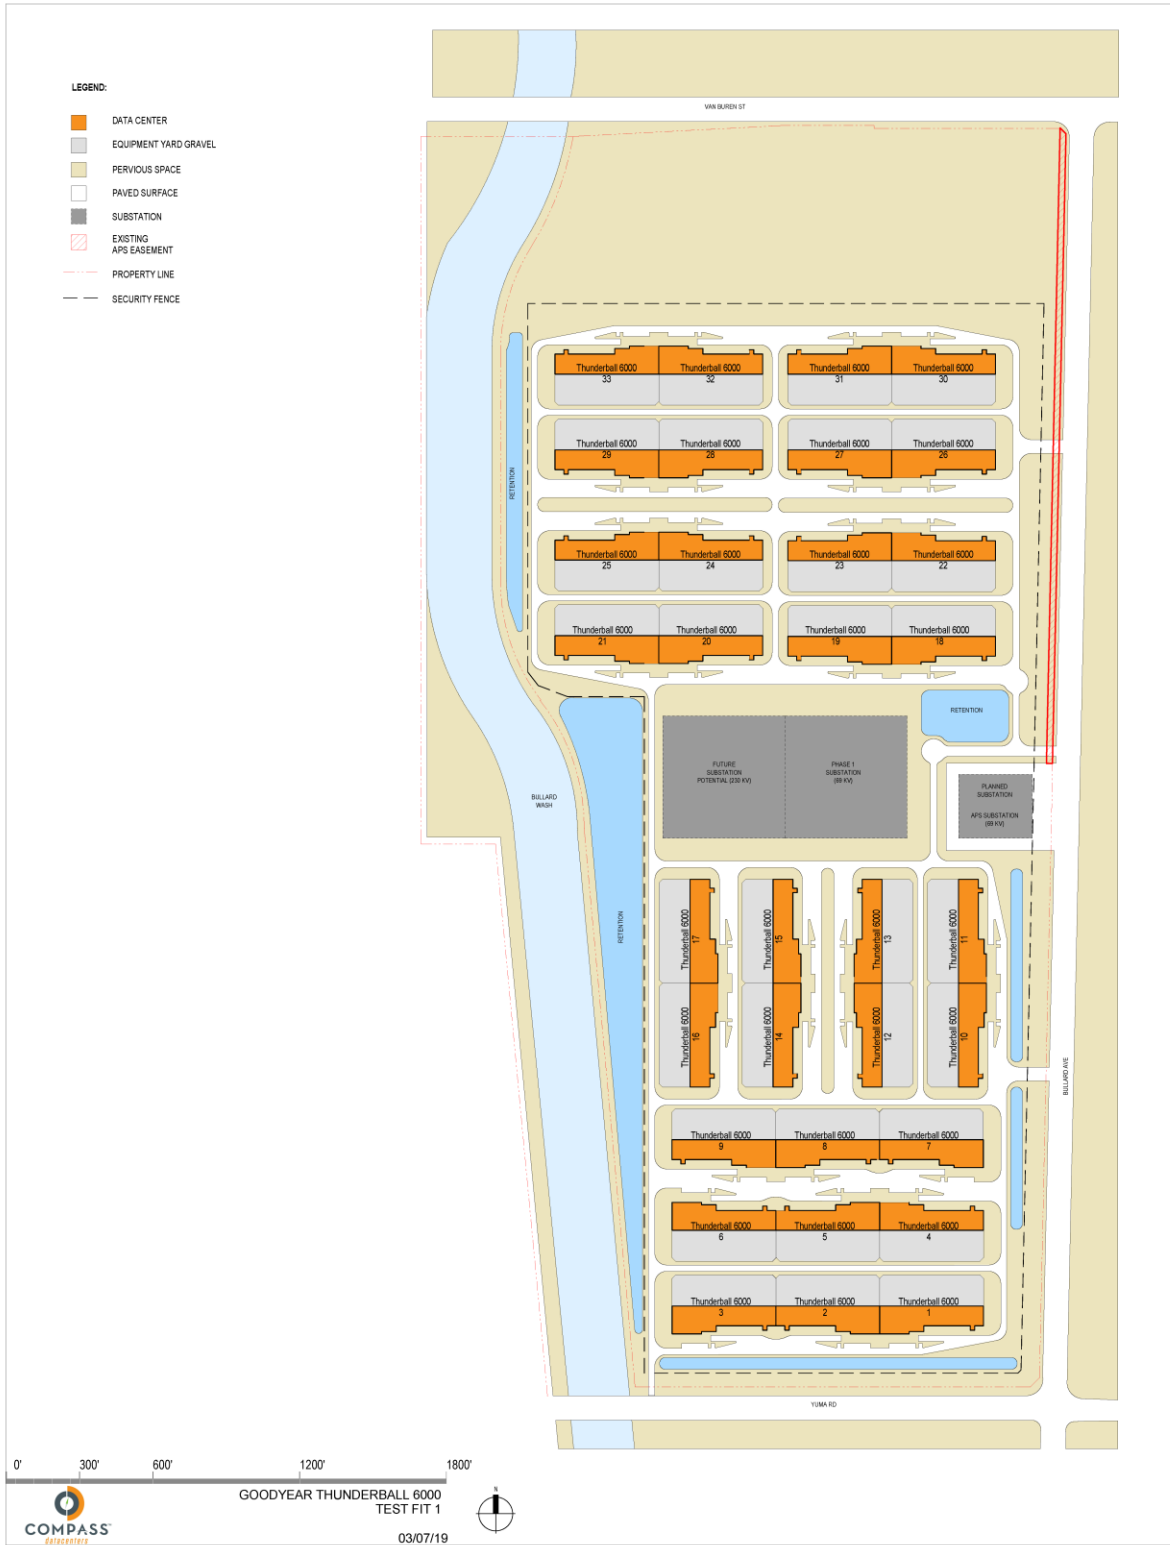 LEGEND:
DATA CENTER
EQUIPMENT YARD GRAVEL
PERVIOUS SPACE
PAVED SURFACE
SUBSTATION
EXISTING
APS EASEMENT
PROPERTY LINE
SECURITY FENCE
VAN BUREN ST
Thunderball 6000
33
Thunderball 6000
32
Thunderball 6000
31
Thunderball 6000
30
Thunderball 6000
29
Thunderball 6000
28
Thunderball 6000
27
Thunderball 6000
26
RETENTION
Thunderball 6000
25
Thunderball 6000
24
Thunderball 6000
23
Thunderball 6000
22
Thunderball 6000
21
Thunderball 6000
20
Thunderball 6000
19
Thunderball 6000
18
RETENTION
FUTURE
SUBSTATION
POTENTIAL (230 KV)
PHASE 1
SUBSTATION
(69 KV)
PLANNED
SUBSTATION
APS SUBSTATION
(69 KV)
BULLARD
WASH
RETENTION
Thunderball 6000
17
Thunderball 6000
15
Thunderball 6000
13
Thunderball 6000
11
Thunderball 6000
16
Thunderball 6000
14
Thunderball 6000
12
Thunderball 6000
10
BULLARD AVE
Thunderball 6000
9
Thunderball 6000
8
Thunderball 6000
7
Thunderball 6000
6
Thunderball 6000
5
Thunderball 6000
4
Thunderball 6000
3
Thunderball 6000
2
Thunderball 6000
1
YUMA RD
0' 300' 600' 1200' 1800'
GOODYEAR THUNDERBALL 6000
TEST FIT 1
03/07/19
N
COMPASS
datacenters